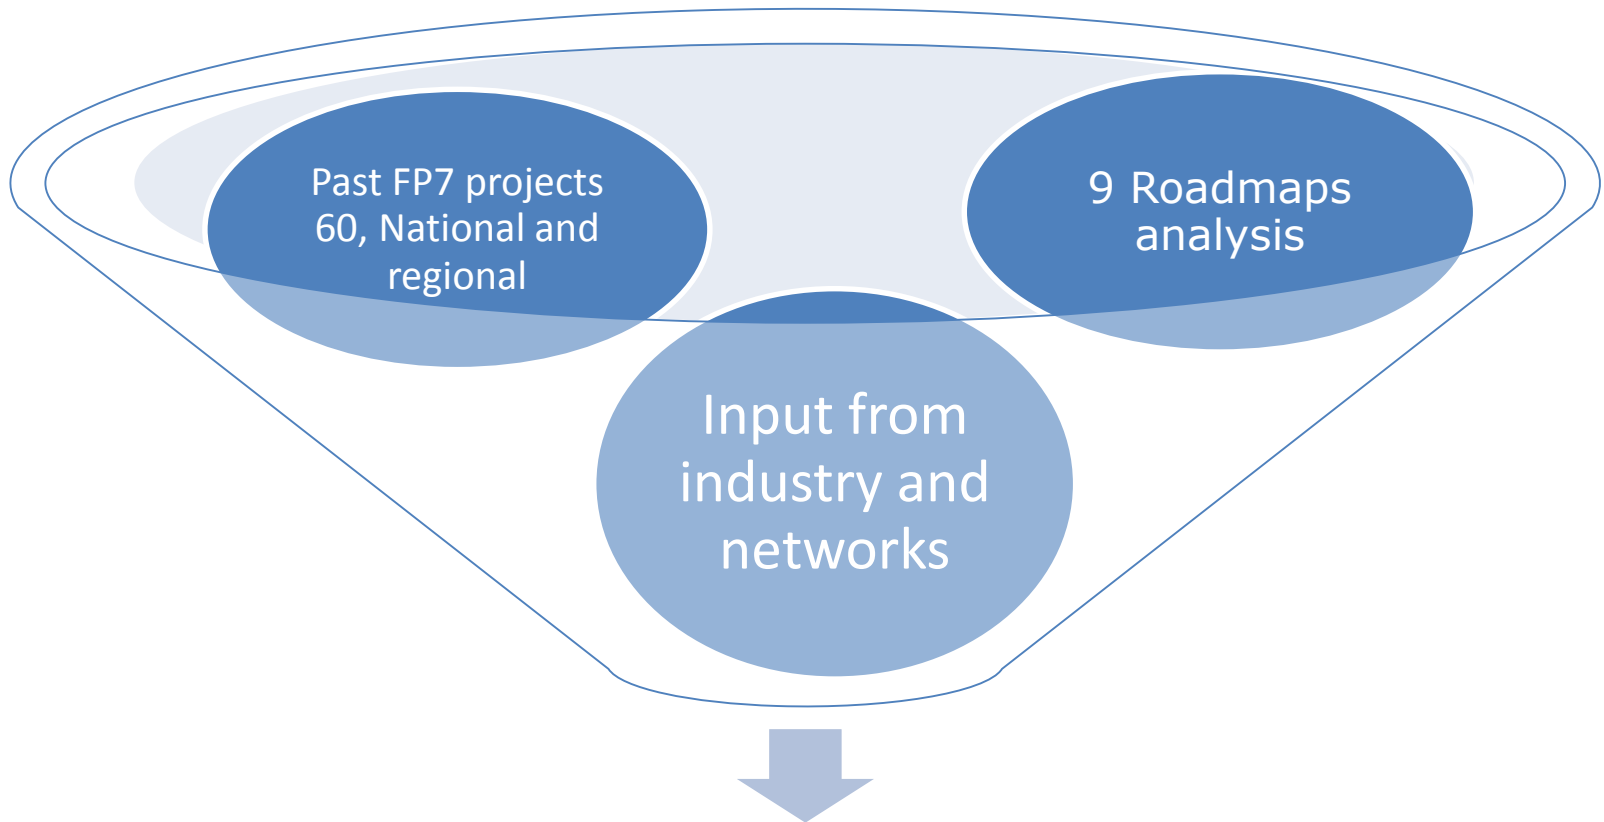 Past FP7 projects
60, National and
regional
9 Roadmaps
analysis
Input from
industry and
networks